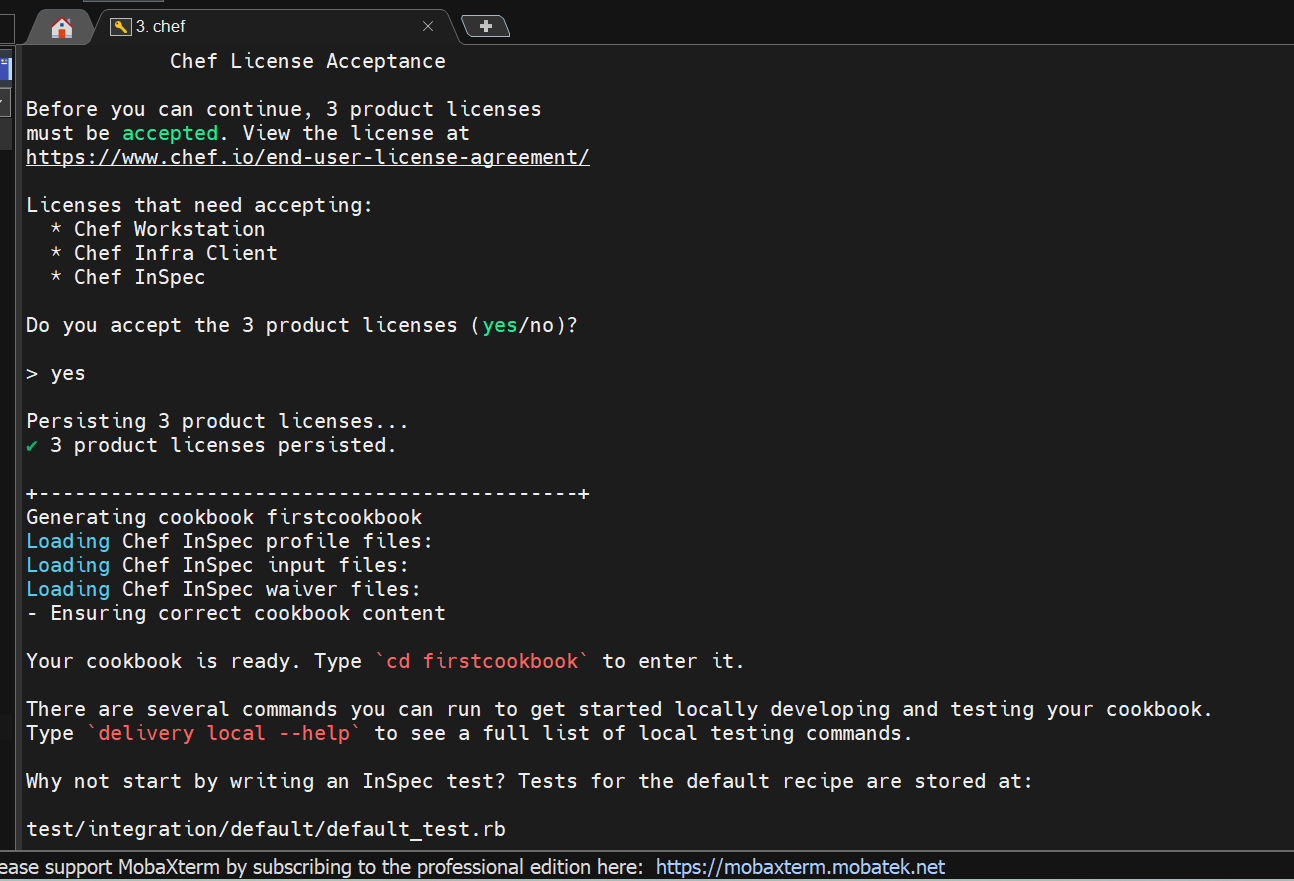 3. chef
Chef License Acceptance
Before you can continue, 3 product licenses
must be accepted. View the license at
https://www.chef.io/end-user-license-agreement/
Licenses that need accepting:
* Chef Workstation
* Chef Infra Client
* Chef InSpec
Do you accept the 3 product licenses (yes/no)?
> yes
Persisting 3 product licenses...
✔ 3 product licenses persisted.
+---------------------------------------------+
Generating cookbook firstcookbook
Loading Chef InSpec profile files:
Loading Chef InSpec input files:
Loading Chef InSpec waiver files:
- Ensuring correct cookbook content
Your cookbook is ready. Type `cd firstcookbook` to enter it.
There are several commands you can run to get started locally developing and testing your cookbook.
Type `delivery local --help` to see a full list of local testing commands.
Why not start by writing an InSpec test? Tests for the default recipe are stored at:
test/integration/default/default_test.rb
ease support MobaXterm by subscribing to the professional edition here: https://mobaxterm.mobatek.net